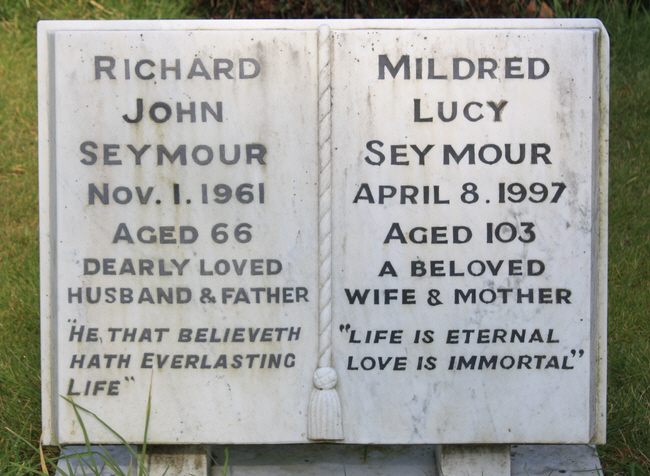 RICHARD
JOHN
SEYMOUR
NOV. 1. 1961
AGED 66
DEARLY LOVED
HUSBAND & FATHER
"HE THAT BELIEVETH
HATH EVERLASTING
LIFE"
MILDRED
LUCY
SEYMOUR
APRIL 8. 1997
AGED 103
A BELOVED
WIFE & MOTHER
"LIFE IS ETERNAL
LOVE IS IMMORTAL"